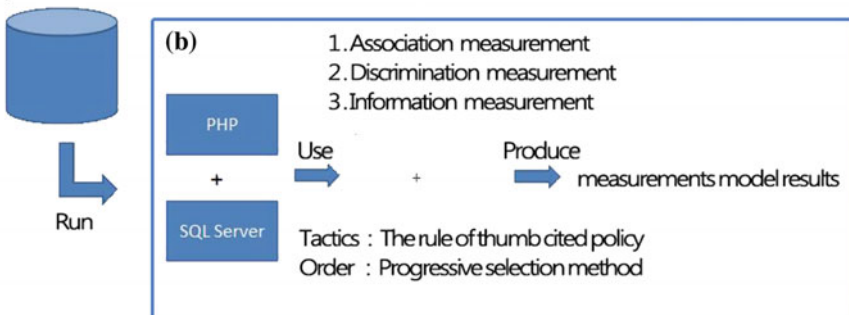 (b)
1.Association measurement
2.Discrimination measurement
3.Information measurement
PHP
+
SQL Server
Run
Use
+
Produce
measurements model results
Tactics : The rule of thumb cited policy
Order : Progressive selection method